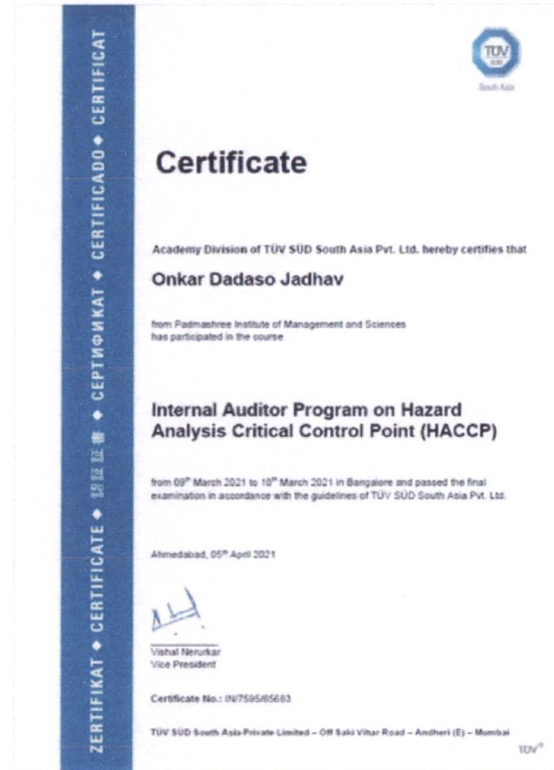 TÜV
SÜD
South Asia
Certificate
Academy Division of TÜV SÜD South Asia Pvt. Ltd. hereby certifies that
Onkar Dadaso Jadhav
from Padmashree Institute of Management and Sciences
has participated in the course
Internal Auditor Program on Hazard
Analysis Critical Control Point (HACCP)
from 09th March 2021 to 10th March 2021 in Bangalore and passed the final
examination in accordance with the guidelines of TÜV SÜD South Asia Pvt. Ltd.
Ahmedabad, 05th April 2021
Vishal Nerurkar
Vice President
Certificate No.: IN/7595/65683
TÜV SÜD South Asia Private Limited – Off Saki Vihar Road – Andheri (E) – Mumbai
TÜV®
ZERTIFIKAT ◆ CERTIFICATE ◆ 認証証書 ◆ СЕРТИФИКАТ ◆ CERTIFICADO ◆ CERTIFICAT